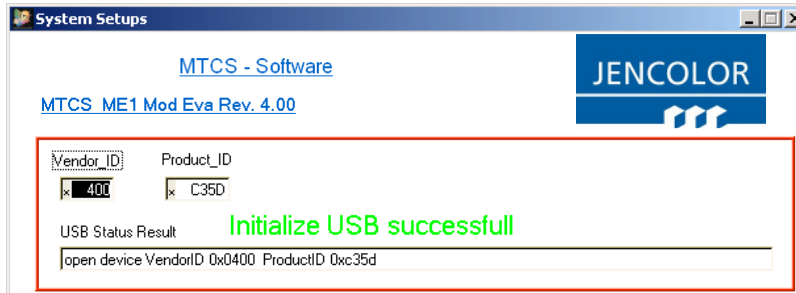 System Setups
MTCS - Software
JENCOLOR
MTCS ME1 Mod Eva Rev. 4.00
Vendor_ID Product_ID
x 400 x C35D
USB Status Result Initialize USB successfull
open device VendorID 0x0400 ProductID 0xc35d